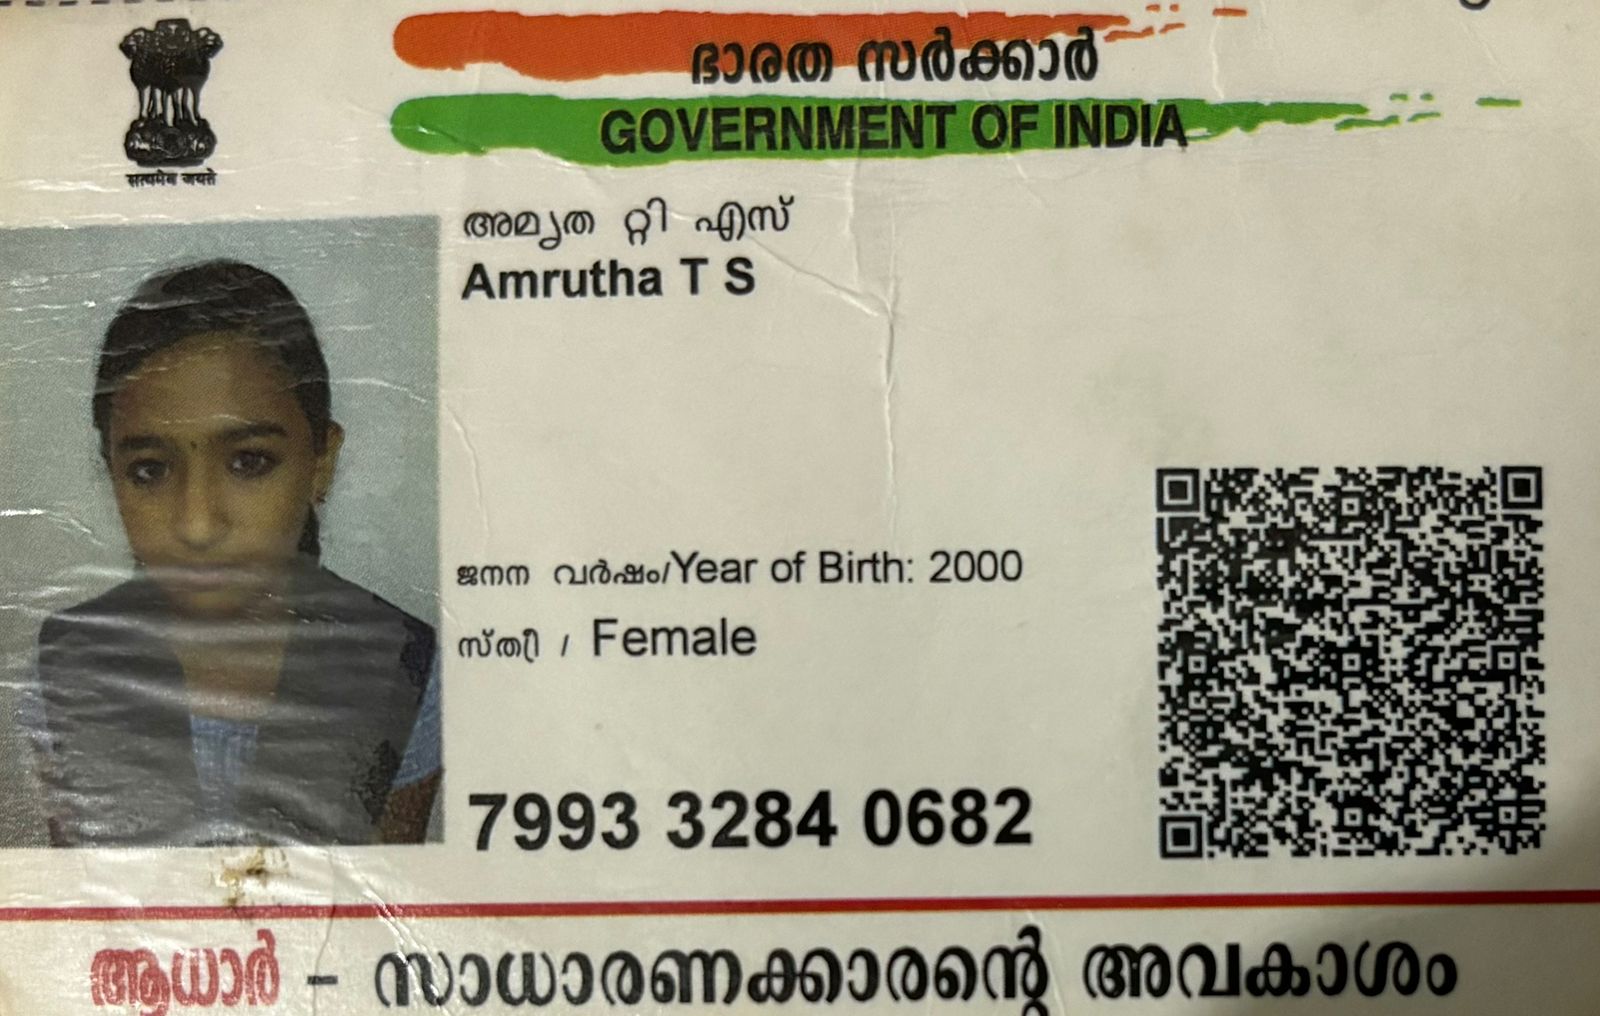 ഭാരത സർക്കാർ
GOVERNMENT OF INDIA
सत्यमेव जयते
അമൃത റ്റി എസ്
Amrutha T S
ജനന വർഷം/Year of Birth: 2000
സ്ത്രീ / Female
7993 3284 0682
ആധാർ – സാധാരണക്കാരന്റെ അവകാശം